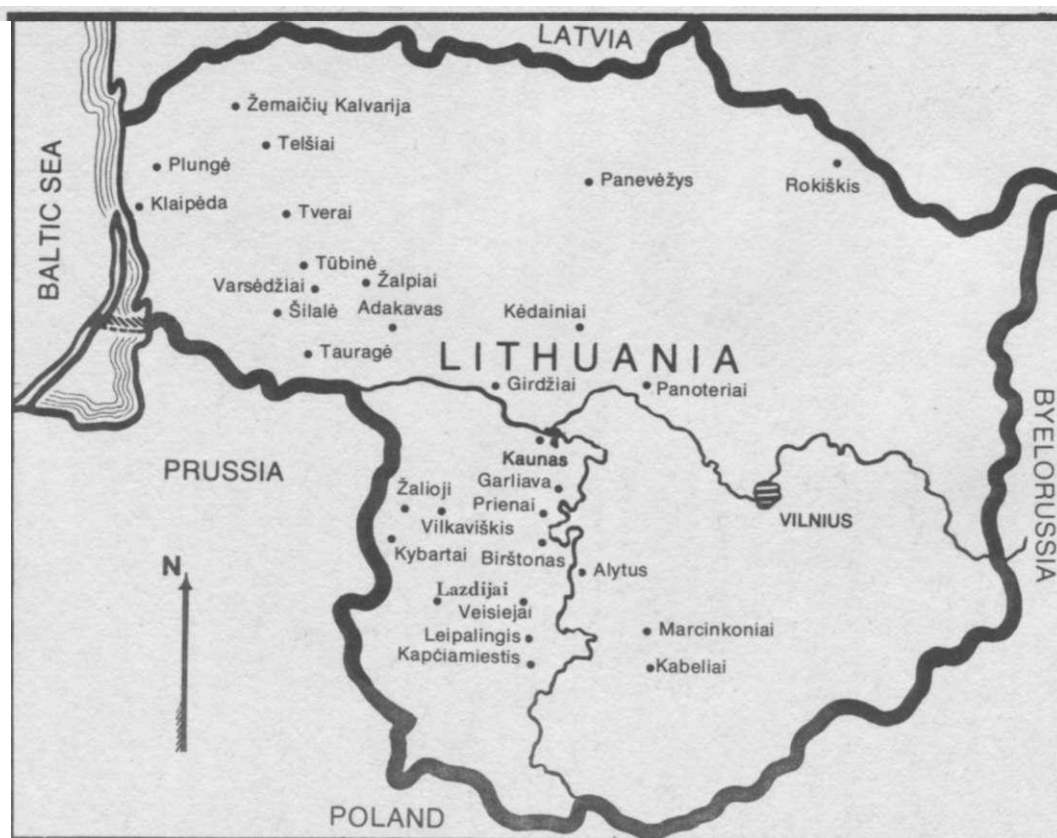 LATVIA
Žemaičių Kalvarija
Telšiai
Plungė
Panevėžys
Rokiškis
BALTIC SEA
Klaipėda
Tverai
Tūbinė
Varsėdžiai
Žalpiai
Šilalė
Adakavas
Kėdainiai
Tauragė
LITHUANIA
Girdžiai
Panoteriai
BYELORUSSIA
PRUSSIA
Kaunas
Garliava
Žalioji
Prienai
Vilkaviškis
VILNIUS
Kybartai
Birštonas
Alytus
N
Lazdijai
Veisiejai
Leipalingis
Marcinkoniai
Kapčiamiestis
Kabeliai
POLAND